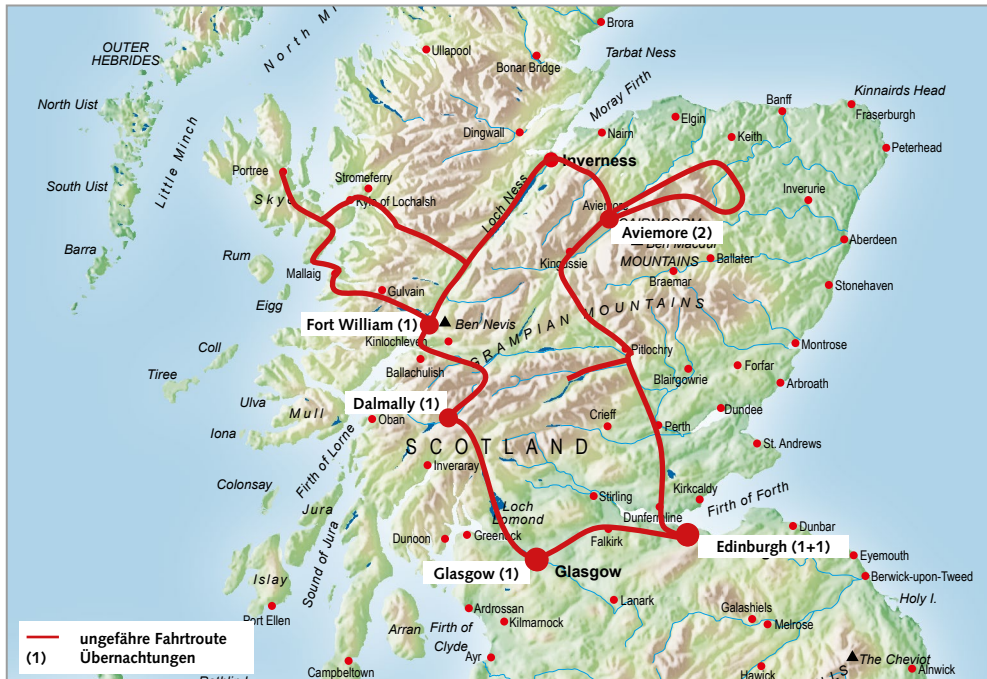 Brora
North M
OUTER
HEBRIDES
Ullapool
Tarbat Ness
Bonar Bridge
Moray Firth
Kinnairds Head
North Uist
Banff
Fraserburgh
Little Minch
Elgin
Dingwall
Nairn
Keith
Peterhead
Inverness
Portree
Stromeferry
South Uist
Skye
Kyle of Lochalsh
Loch Ness
Aviemore
Inverurie
Aviemore (2)
Barra
Rum
Ben Macdui
MOUNTAINS
Ballater
Aberdeen
Kingussie
Mallaig
Braemar
Stonehaven
Eigg
Gulvain
GRAMPIAN MOUNTAINS
Fort William (1)
Ben Nevis
Kinlochleven
Coll
Pitlochry
Montrose
Ballachulish
Forfar
Tiree
Blairgowrie
Arbroath
Ulva
Dalmally (1)
Mull
Oban
Crieff
Dundee
Perth
Iona
SCOTLAND
St. Andrews
Firth of Lorne
Inveraray
Colonsay
Kirkcaldy
Stirling
Firth of Forth
Jura
Loch
Lomond
Dunfermline
Dunoon
Greenock
Falkirk
Dunbar
Sound of Jura
Edinburgh (1+1)
Eyemouth
Glasgow (1)
Glasgow
Berwick-upon-Tweed
Islay
Holy I.
Lanark
Ardrossan
Galashiels
Port Ellen
Kilmarnock
Melrose
Arran
Firth of
Clyde
ungefähre Fahrtroute
(1) Übernachtungen
Ayr
The Cheviot
Campbeltown
Hawick
Alnwick